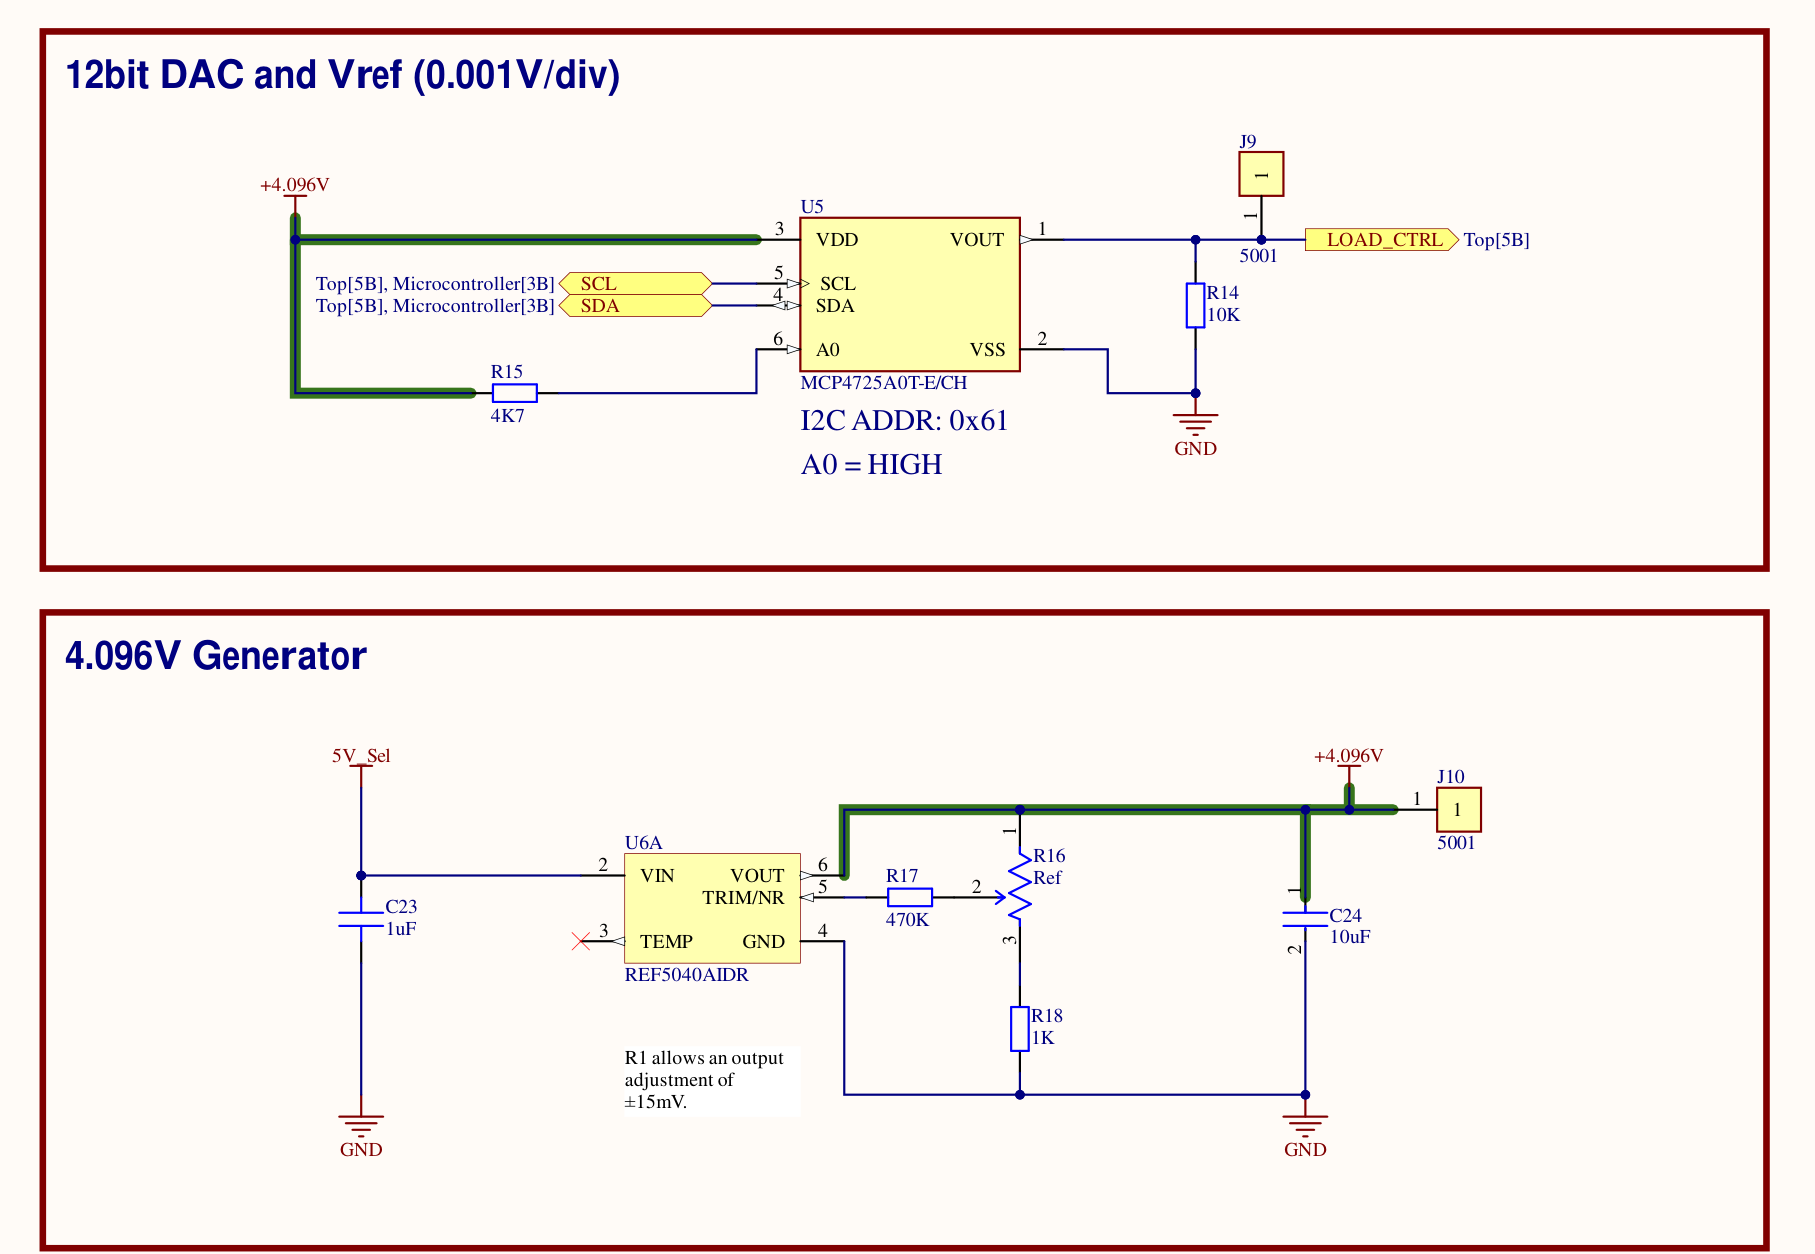 12bit DAC and Vref (0.001V/div)
J9
1
1
5001
+4.096V
U5
3
VDD
VOUT
1
LOAD_CTRL
Top[5B]
Top[5B], Microcontroller[3B]
SCL
5
SCL
Top[5B], Microcontroller[3B]
SDA
4
SDA
R14
10K
6
A0
VSS
2
R15
4K7
MCP4725A0T-E/CH
I2C ADDR: 0x61
A0 = HIGH
GND
4.096V Generator
5V_Sel
+4.096V
J10
1
1
5001
U6A
2
VIN
VOUT
6
TRIM/NR
5
3
TEMP
GND
4
REF5040AIDR
R17
470K
2
1
R16
Ref
3
C23
1uF
1
C24
10uF
2
R18
1K
R1 allows an output
adjustment of
±15mV.
GND
GND